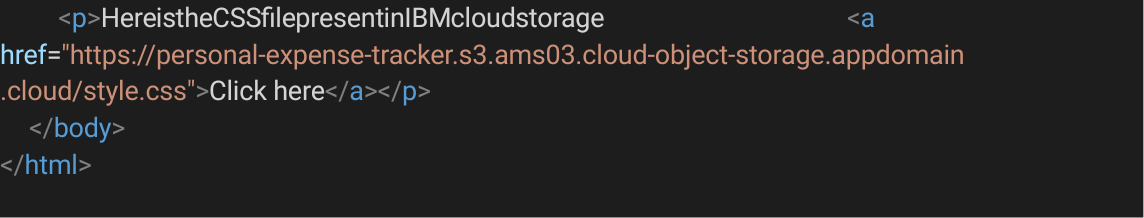 <p>HereistheCSSfilepresentinIBMcloudstorage <a
href="https://personal-expense-tracker.s3.ams03.cloud-object-storage.appdomain
.cloud/style.css">Click here</a></p>
</body>
</html>